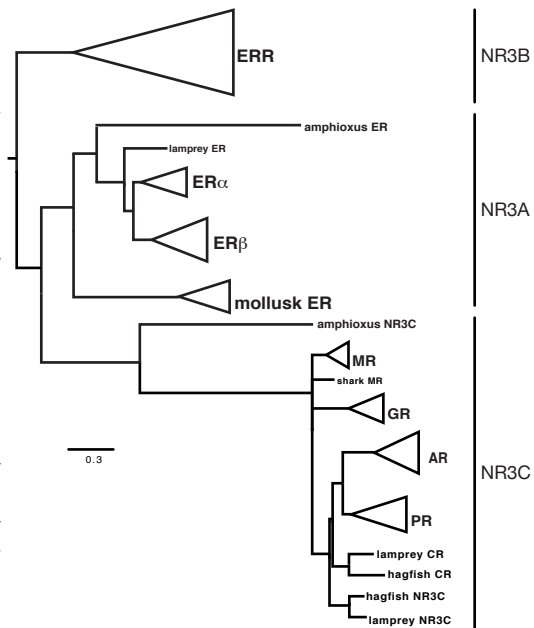 ERR
NR3B
amphioxus ER
lamprey ER
ERα
NR3A
ERβ
mollusk ER
amphioxus NR3C
MR
shark MR
GR
0.3
AR
NR3C
PR
lamprey CR
hagfish CR
hagfish NR3C
lamprey NR3C